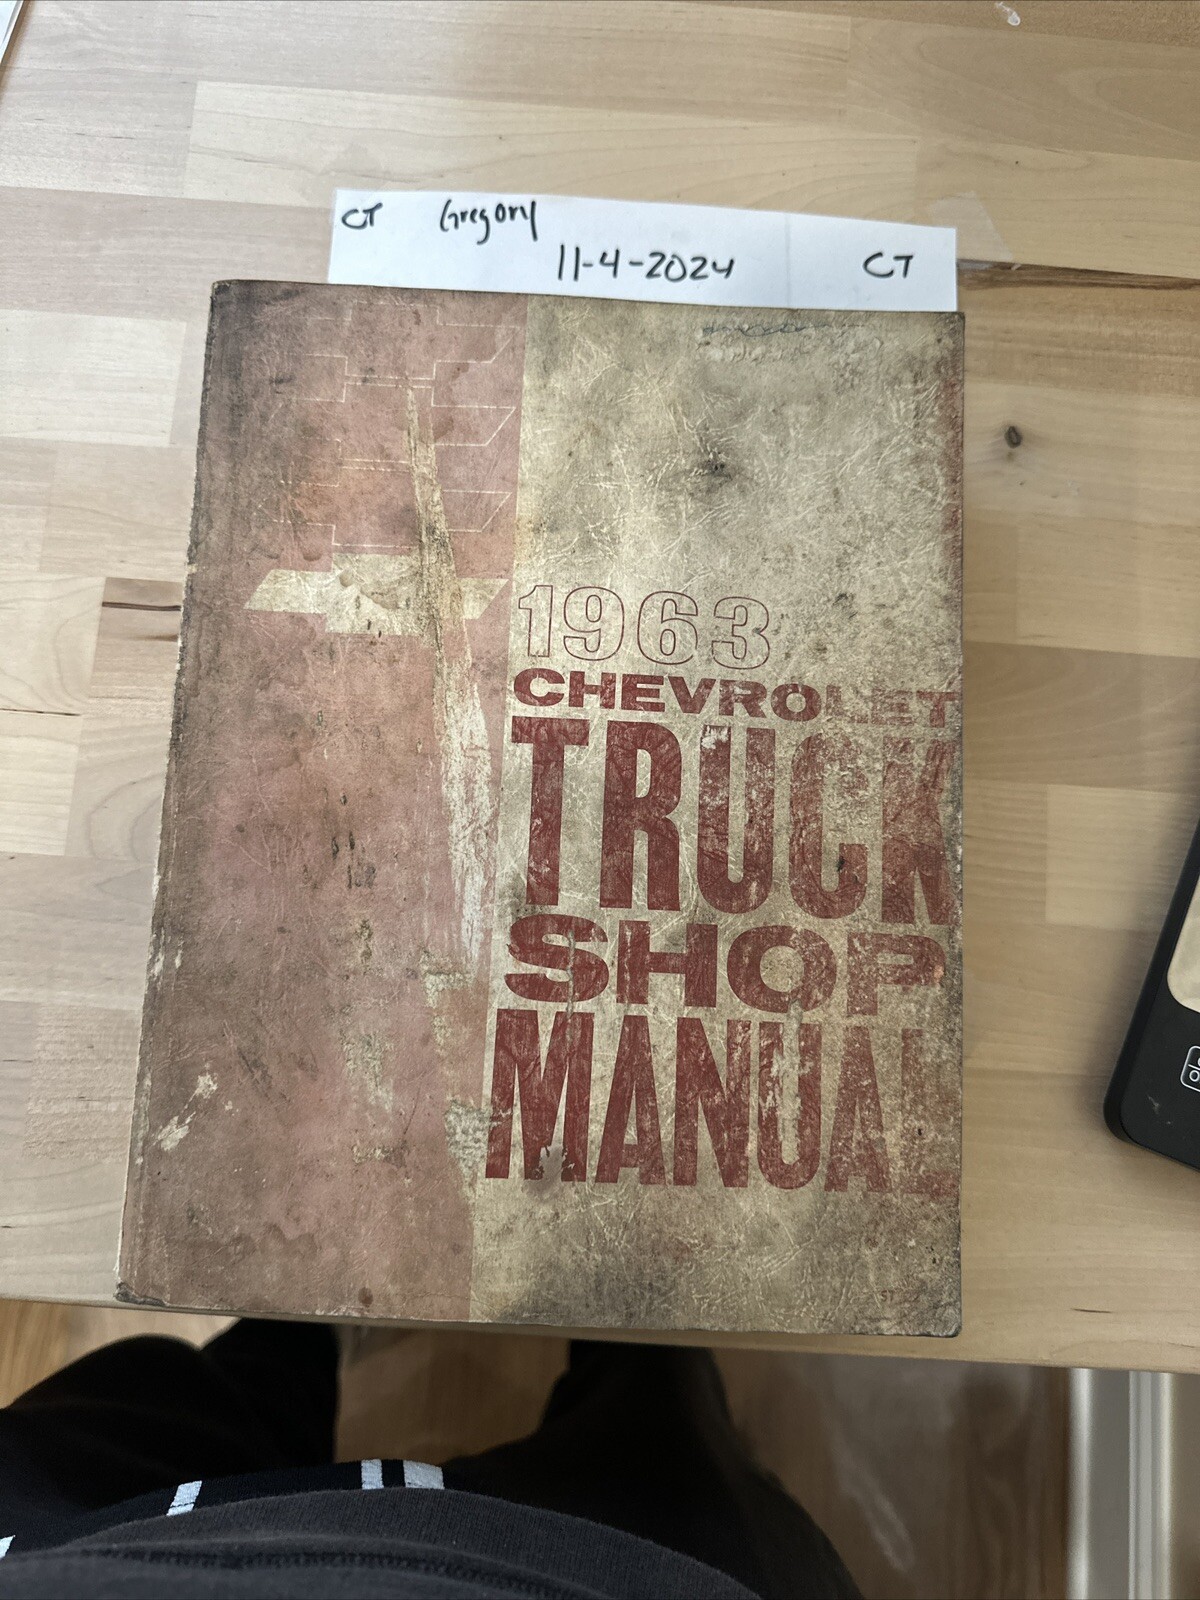 CT Gregory
11-4-2024 CT
1963
CHEVROLET
TRUCK
SHOP
MANUAL